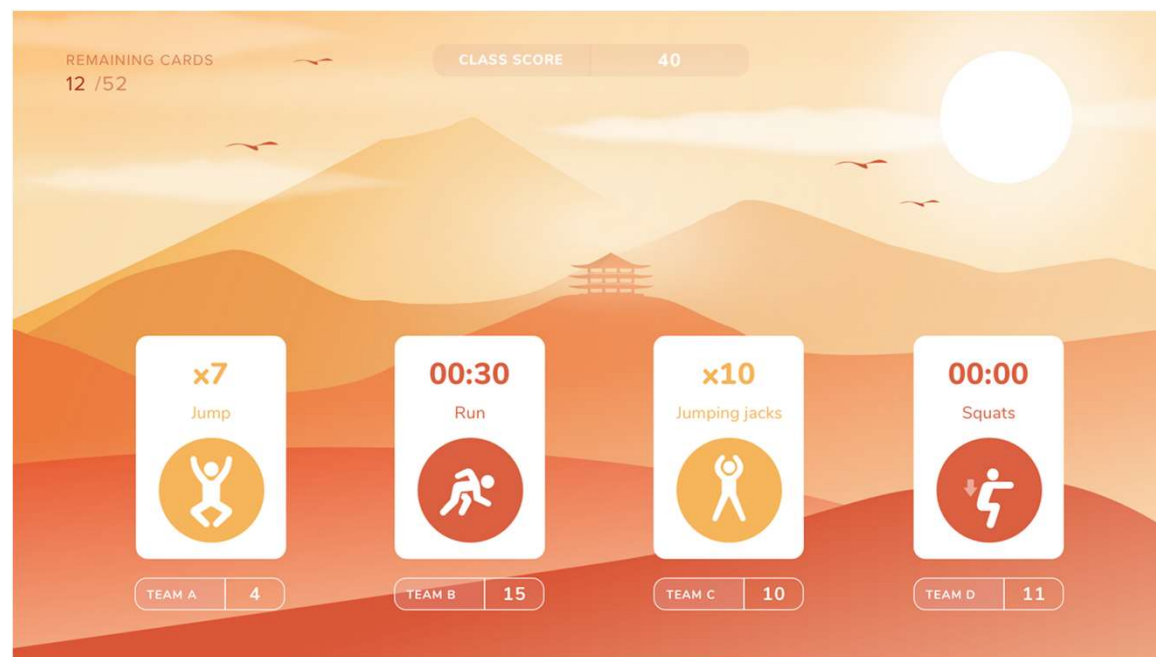 REMAINING CARDS
12 /52
CLASS SCORE 40
x7
Jump
00:30
Run
x10
Jumping jacks
00:00
Squats
TEAM A 4
TEAM B 15
TEAM C 10
TEAM D 11